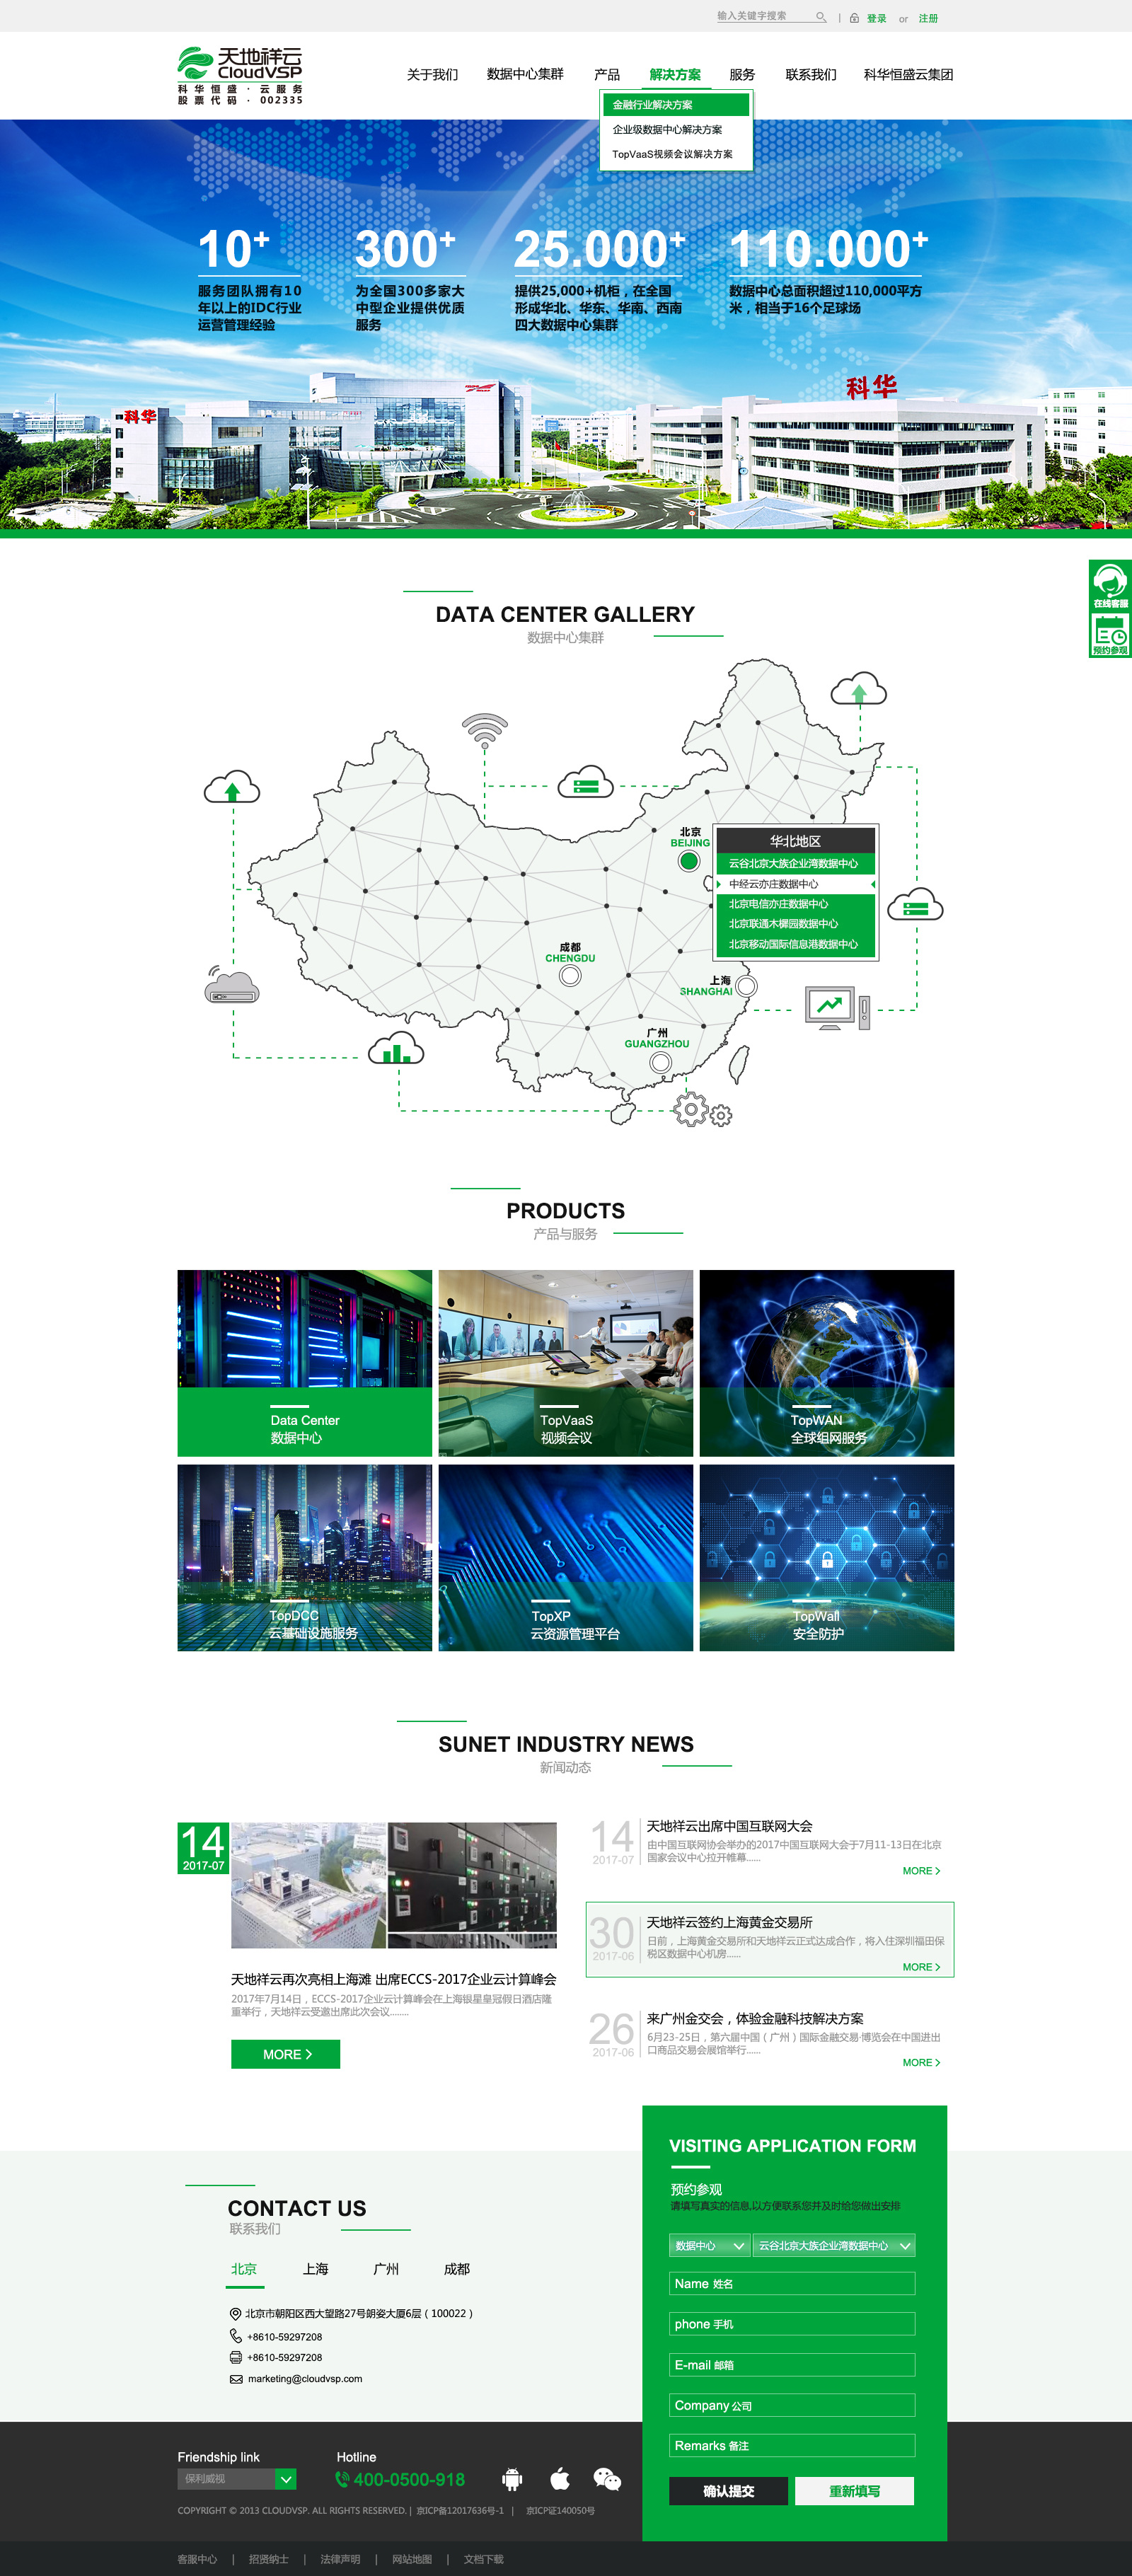 输入关键字搜索
| 登录 or 注册
天地祥云
CloudVSP
科华恒盛·云服务
股票代码·002335
关于我们 数据中心集群 产品 解决方案 服务 联系我们 科华恒盛云集团
金融行业解决方案
企业级数据中心解决方案
TopVaaS视频会议解决方案
10+ 300+ 25.000+ 110.000+
服务团队拥有10
年以上的IDC行业
运营管理经验
为全国300多家大
中型企业提供优质
服务
提供25,000+机柜，在全国
形成华北、华东、华南、西南
四大数据中心集群
数据中心总面积超过110,000平方
米，相当于16个足球场
科华
科华
在线客服
预约参观
DATA CENTER GALLERY
数据中心集群
北京
BEIJING
华北地区
云谷北京大族企业湾数据中心
中经云亦庄数据中心
北京电信亦庄数据中心
北京联通木樨园数据中心
北京移动国际信息港数据中心
成都
CHENGDU
上海
SHANGHAI
广州
GUANGZHOU
PRODUCTS
产品与服务
Data Center
数据中心
TopVaaS
视频会议
TopWAN
全球组网服务
TopDCC
云基础设施服务
TopXP
云资源管理平台
TopWall
安全防护
SUNET INDUSTRY NEWS
新闻动态
14
2017-07
天地祥云再次亮相上海滩 出席ECCS-2017企业云计算峰会
2017年7月14日，ECCS-2017企业云计算峰会在上海银星皇冠假日酒店隆
重举行，天地祥云受邀出席此次会议........
MORE
14
2017-07
天地祥云出席中国互联网大会
由中国互联网协会举办的2017中国互联网大会于7月11-13日在北京
国家会议中心拉开帷幕......
MORE
30
2017-06
天地祥云签约上海黄金交易所
日前，上海黄金交易所和天地祥云正式达成合作，将入住深圳福田保
税区数据中心机房......
MORE
26
2017-06
来广州金交会，体验金融科技解决方案
6月23-25日，第六届中国（广州）国际金融交易·博览会在中国进出
口商品交易会展馆举行......
MORE
CONTACT US
联系我们
北京 上海 广州 成都
北京市朝阳区西大望路27号朗姿大厦6层（100022）
+8610-59297208
+8610-59297208
marketing@cloudvsp.com
VISITING APPLICATION FORM
预约参观
请填写真实的信息,以方便联系您并及时给您做出安排
数据中心 云谷北京大族企业湾数据中心
Name 姓名
phone 手机
E-mail 邮箱
Company 公司
Remarks 备注
确认提交 重新填写
Friendship link
保利威视
Hotline
400-0500-918
COPYRIGHT © 2013 CLOUDVSP. ALL RIGHTS RESERVED. | 京ICP备12017636号-1 | 京ICP证140050号
客服中心 | 招贤纳士 | 法律声明 | 网站地图 | 文档下载